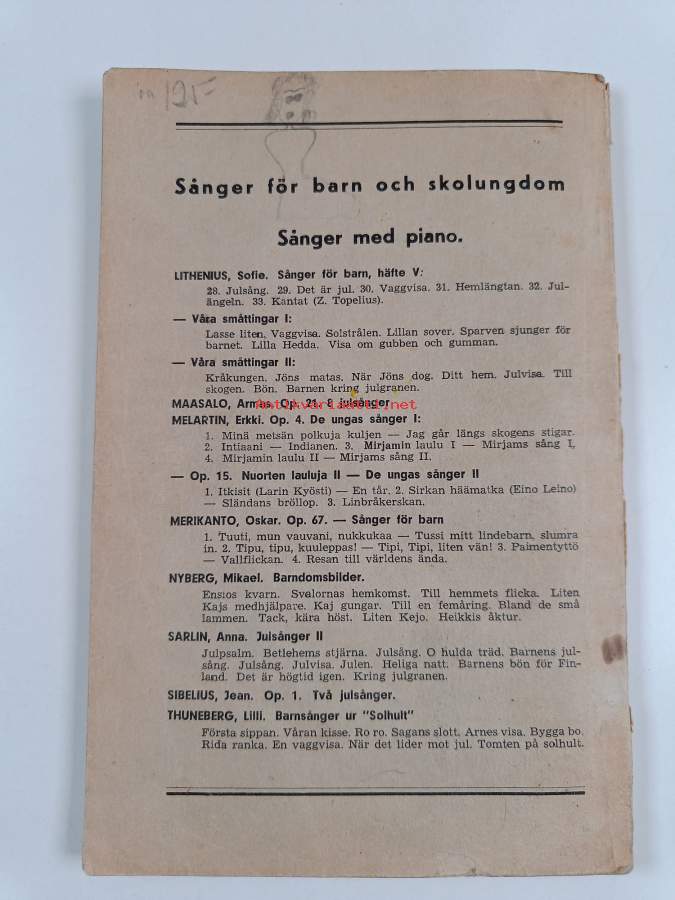 in 12:-
Sånger för barn och skolungdom
Sånger med piano.
LITHENIUS, Sofie. Sånger för barn, häfte V:
28. Julsång. 29. Det är jul. 30. Vaggvisa. 31. Hemlängtan. 32. Jul-
ängeln. 33. Kantat (Z. Topelius).
— Våra småttingar I:
Lasse liten. Vaggvisa. Solstrålen. Lillan sover. Sparven sjunger för
barnet. Lilla Hedda. Visa om gubben och gumman.
— Våra småttingar II:
Kråkungen. Jöns matas. När Jöns dog. Ditt hem. Julvisa. Till
skogen. Bön. Barnen kring julgranen.
MAASALO, Armas. Op. 21. 8 julsånger
Antikvariaatti.net
MELARTIN, Erkki. Op. 4. De ungas sånger I:
1. Minä metsän polkuja kuljen — Jag går längs skogens stigar.
2. Intiaani — Indianen. 3. Mirjamin laulu I — Mirjams sång I,
4. Mirjamin laulu II — Mirjams sång II.
— Op. 15. Nuorten lauluja II — De ungas sånger II
1. Itkisit (Larin Kyösti) — En tår. 2. Sirkan häämatka (Eino Leino)
— Sländans bröllop. 3. Linbråkerskan.
MERIKANTO, Oskar. Op. 67. — Sånger för barn
1. Tuuti, mun vauvani, nukkukaa — Tussi mitt lindebarn, slumra
in. 2. Tipu, tipu, kuuleppas! — Tipi, Tipi, liten vän! 3. Paimentyttö
— Vallflickan. 4. Resan till världens ända.
NYBERG, Mikael. Barndomsbilder.
Ensios kvarn. Svalornas hemkomst. Till hemmets flicka. Liten
Kajs medhjälpare. Kaj gungar. Till en femåring. Bland de små
lammen. Tack, kära höst. Liten Kejo. Heikkis åktur.
SARLIN, Anna. Julsånger II
Julpsalm. Betlehems stjärna. Julsång. O hulda träd. Barnens jul-
sång. Julsång. Julvisa. Julen. Heliga natt. Barnens bön för Fin-
land. Det är högtid igen. Kring julgranen.
SIBELIUS, Jean. Op. 1. Två julsånger.
THUNEBERG, Lilli. Barnsånger ur "Solhult"
Första sippan. Våran kisse. Ro ro. Sagans slott. Arnes visa. Bygga bo.
Rida ranka. En vaggvisa. När det lider mot jul. Tomten på solhult.